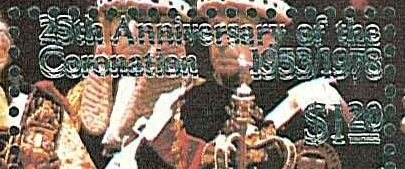 25th Anniversary of the
Coronation 1953/1978
$1.20